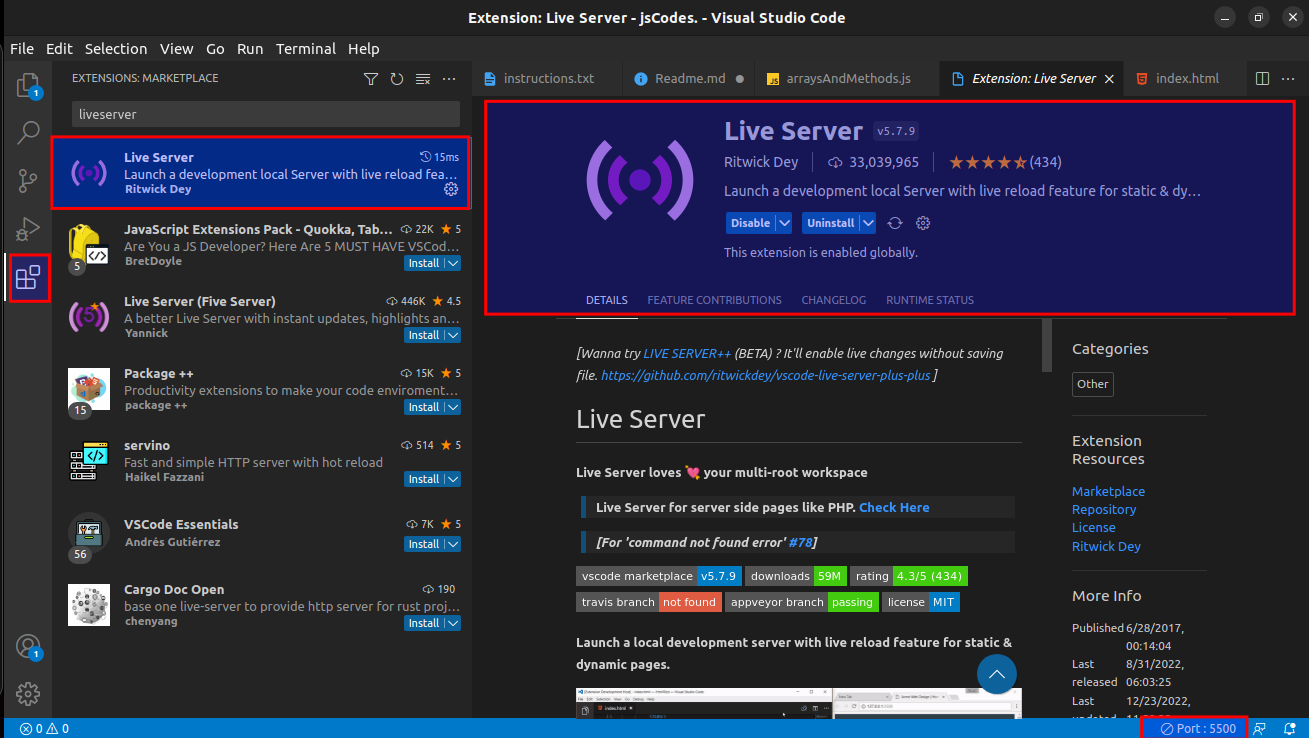 Extension: Live Server - jsCodes. - Visual Studio Code
File Edit Selection View Go Run Terminal Help
1
EXTENSIONS: MARKETPLACE
liveserver
Live Server 15ms
Launch a development local Server with live reload fea...
Ritwick Dey
JavaScript Extensions Pack - Quokka, Tab... 22K 5
Are You a JS Developer? Here Are 5 MUST HAVE VSCod...
5
BretDoyle Install
Live Server (Five Server) 446K 4.5
A better Live Server with instant updates, highlights an...
Yannick Install
Package ++ 15K 5
Productivity extensions to make your code enviroment...
15
package ++ Install
servino 514 5
Fast and simple HTTP server with hot reload
Haikel Fazzani Install
VSCode Essentials 7K 5
56
Andrés Gutiérrez Install
Cargo Doc Open 190
base one live-server to provide http server for rust proj...
chenyang Install
1
instructions.txt Readme.md JS arraysAndMethods.js Extension: Live Server index.html
Live Server v5.7.9
Ritwick Dey 33,039,965 (434)
Launch a development local Server with live reload feature for static & dy...
Disable Uninstall
This extension is enabled globally.
DETAILS FEATURE CONTRIBUTIONS CHANGELOG RUNTIME STATUS
[Wanna try LIVE SERVER++ (BETA) ? It'll enable live changes without saving
file. https://github.com/ritwickdey/vscode-live-server-plus-plus ]
Live Server
Live Server loves 💘 your multi-root workspace
Live Server for server side pages like PHP. Check Here
[For 'command not found error' #78]
vscode marketplace v5.7.9 downloads 59M rating 4.3/5 (434)
travis branch not found appveyor branch passing license MIT
Launch a local development server with live reload feature for static &
dynamic pages.
Categories
Other
Extension
Resources
Marketplace
Repository
License
Ritwick Dey
More Info
Published 6/28/2017,
00:14:04
Last 8/31/2022,
released 06:03:25
Last 12/23/2022,
0 0 Port : 5500